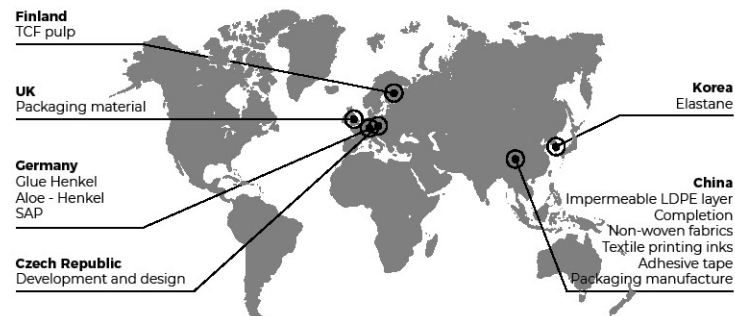 Finland
TCF pulp
UK
Packaging material
Germany
Glue Henkel
Aloe - Henkel
SAP
Czech Republic
Development and design
Korea
Elastane
China
Impermeable LDPE layer
Completion
Non-woven fabrics
Textile printing inks
Adhesive tape
Packaging manufacture